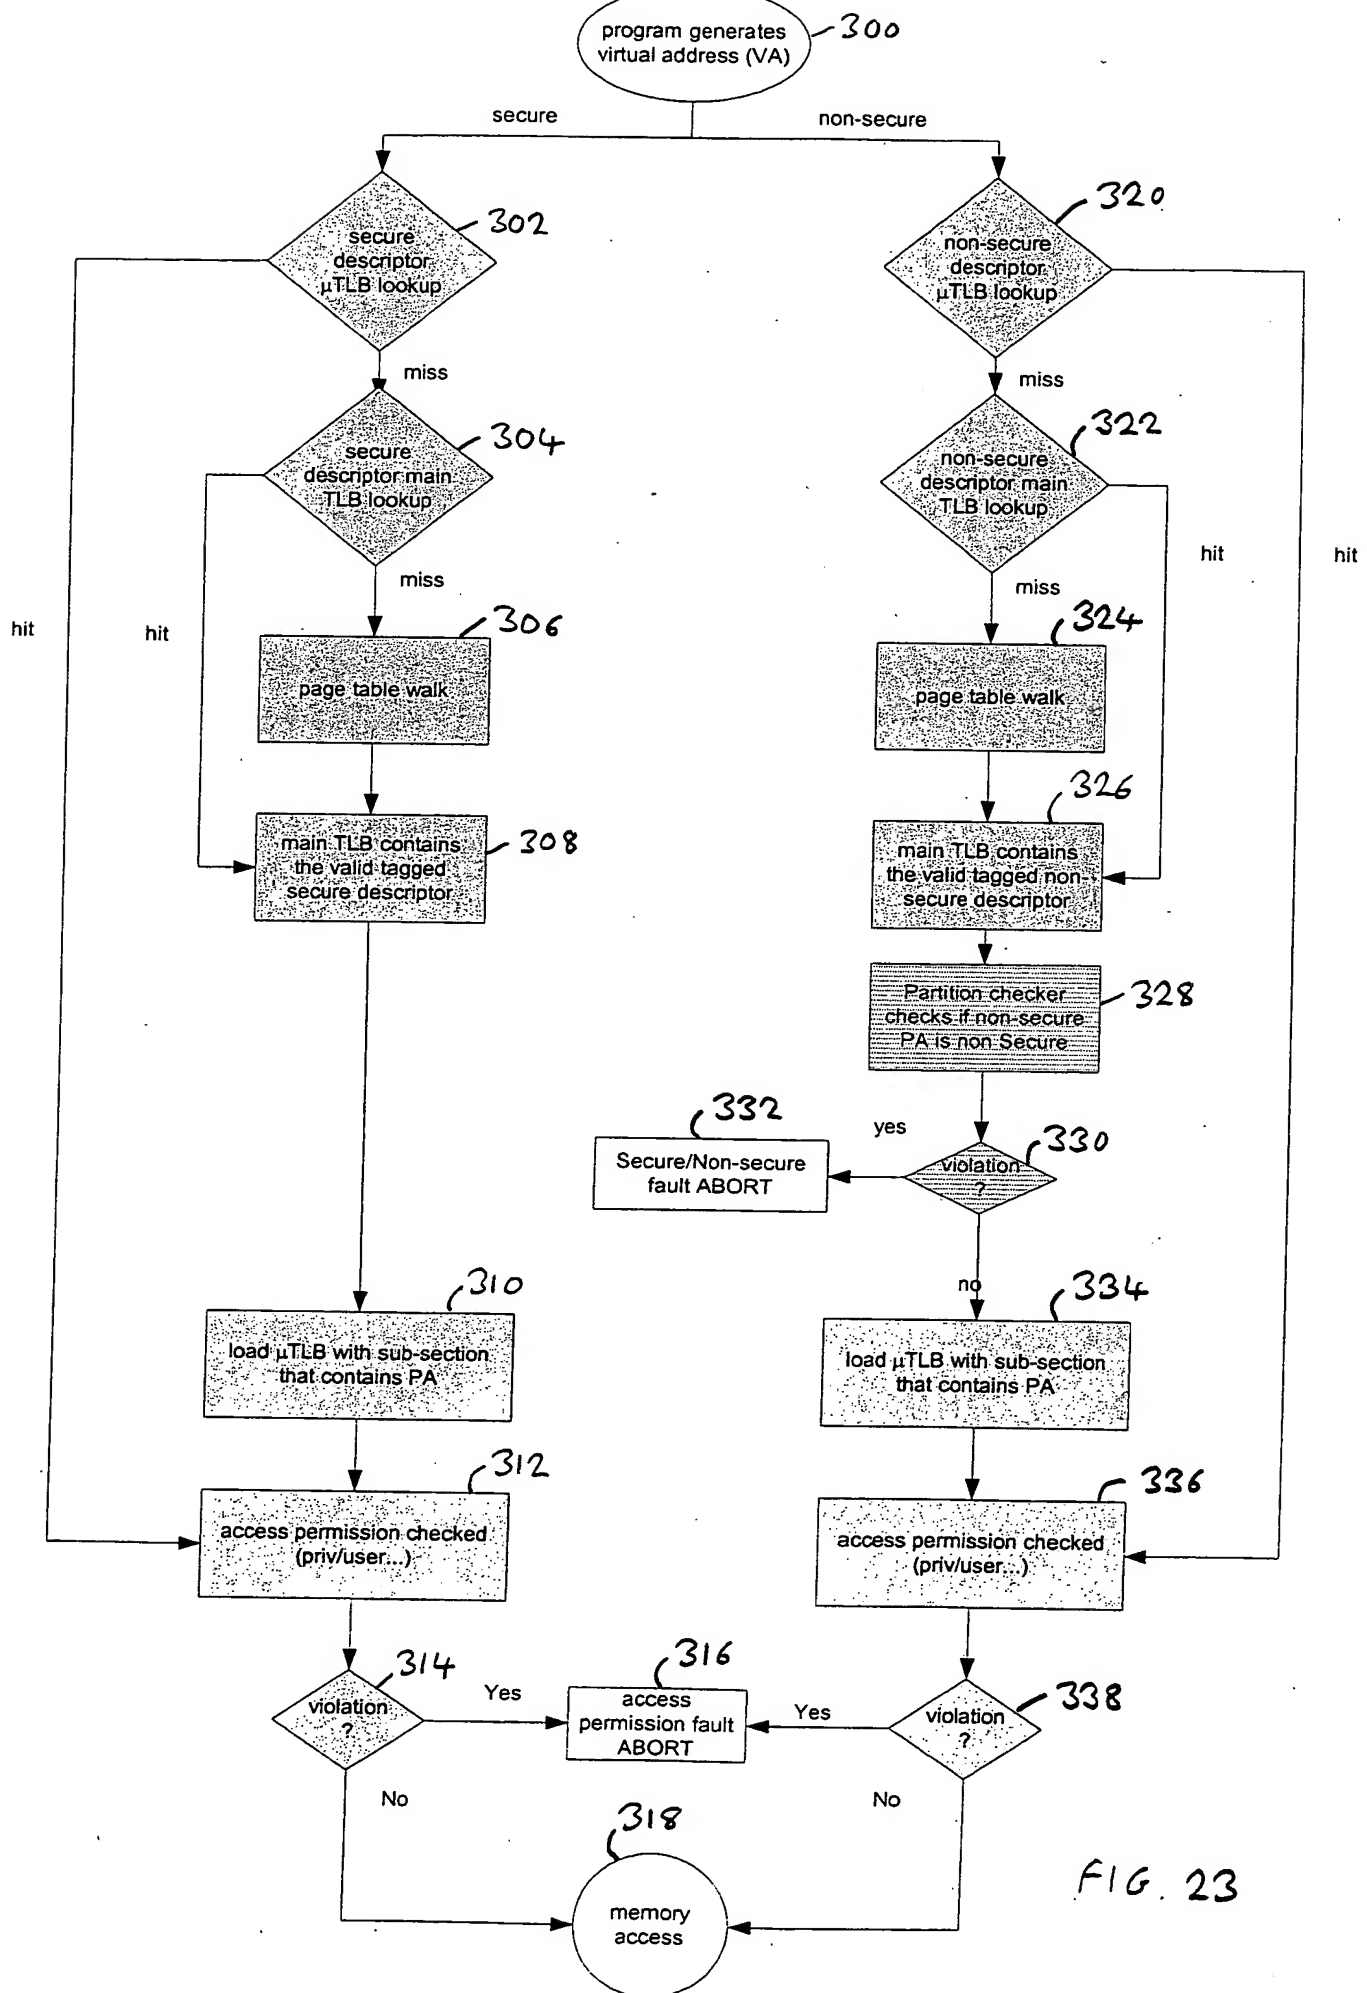 program generates
virtual address (VA)
300
secure
non-secure
302
secure
descriptor
µTLB lookup
320
non-secure
descriptor
µTLB lookup
miss
miss
304
secure
descriptor main
TLB lookup
322
non-secure
descriptor main
TLB lookup
hit
hit
miss
miss
hit
hit
306
page table walk
324
page table walk
308
main TLB contains
the valid tagged
secure descriptor
326
main TLB contains
the valid tagged non-
secure descriptor
328
Partition checker
checks if non-secure
PA is non Secure
332
Secure/Non-secure
fault ABORT
yes
330
violation
?
no
310
load µTLB with sub-section
that contains PA
334
load µTLB with sub-section
that contains PA
312
access permission checked
(priv/user...)
336
access permission checked
(priv/user...)
314
violation
?
Yes
316
access
permission fault
ABORT
Yes
338
violation
?
No
No
318
memory
access
FIG. 23